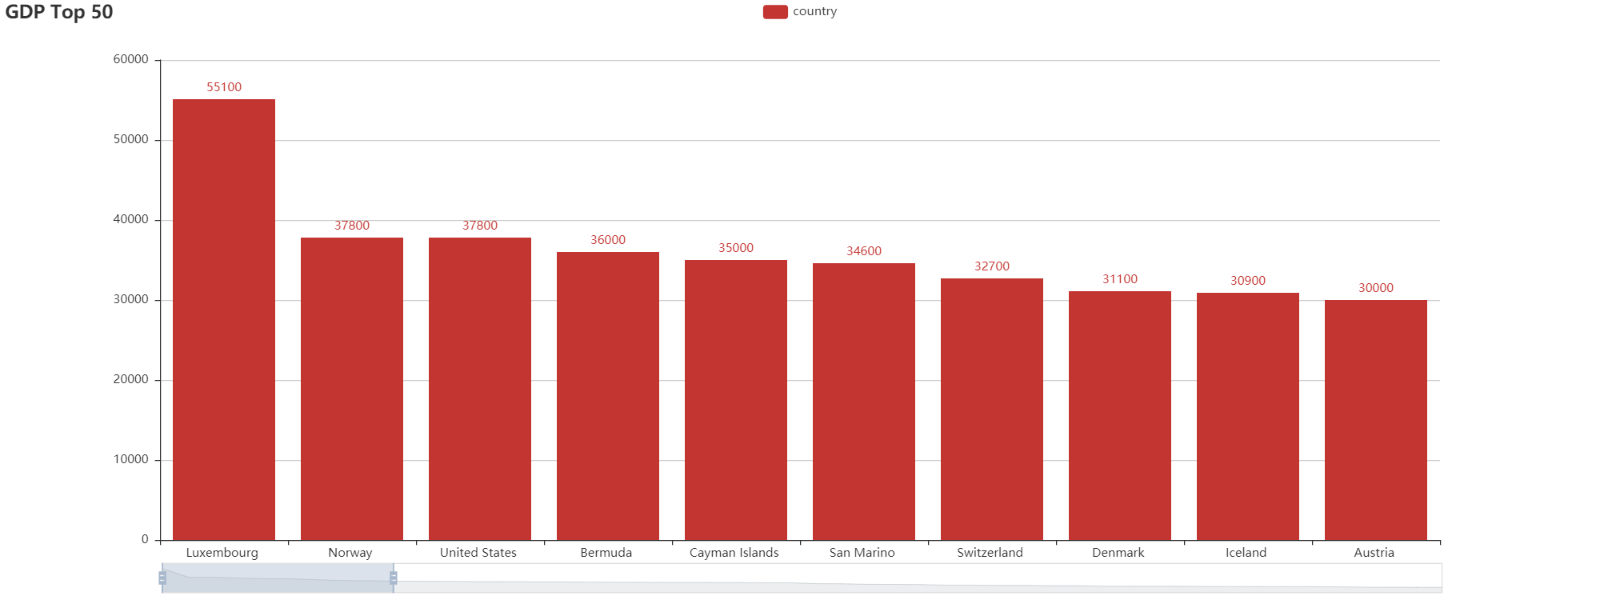 GDP Top 50
country
60000
50000
40000
30000
20000
10000
0
55100
37800
37800
36000
35000
34600
32700
31100
30900
30000
Luxembourg
Norway
United States
Bermuda
Cayman Islands
San Marino
Switzerland
Denmark
Iceland
Austria